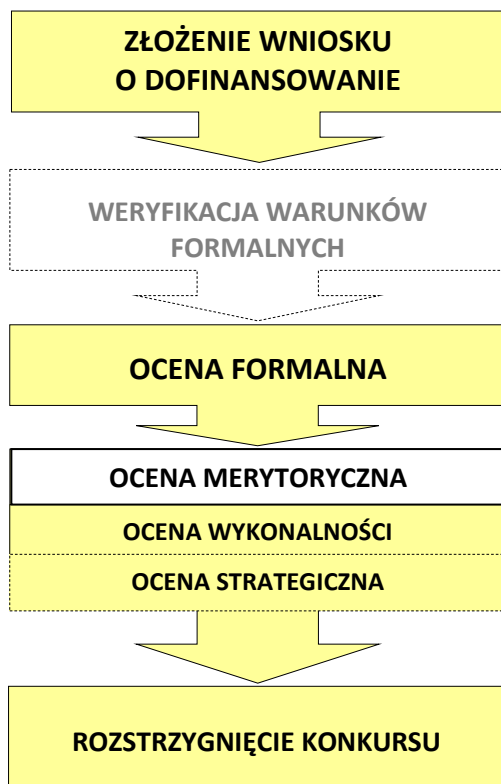 ZŁOŻENIE WNIOSKU
O DOFINANSOWANIE
WERYFIKACJA WARUNKÓW
FORMALNYCH
OCENA FORMALNA
OCENA MERYTORYCZNA
OCENA WYKONALNOŚCI
OCENA STRATEGICZNA
ROZSTRZYGNIĘCIE KONKURSU